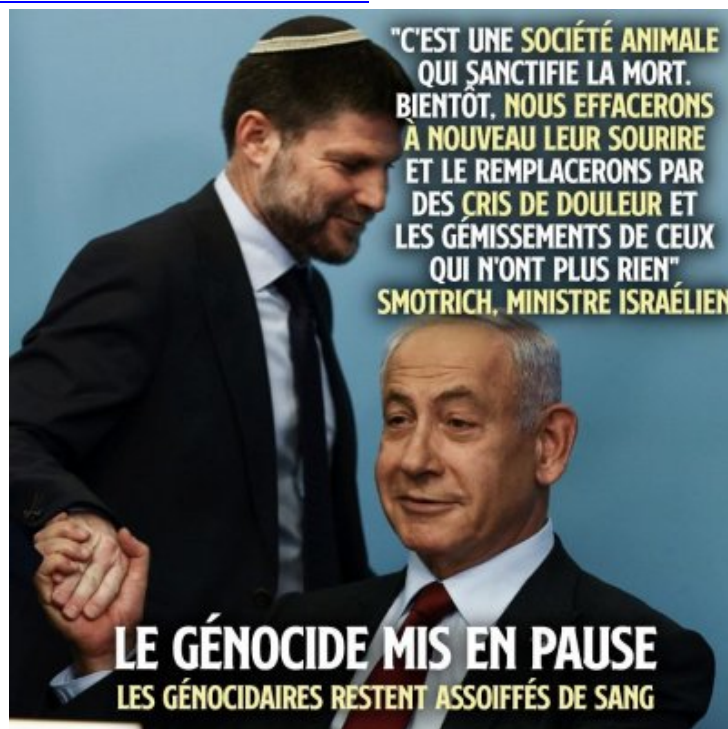 "C'EST UNE SOCIÉTÉ ANIMALE
QUI SANCTIFIE LA MORT.
BIENTÔT, NOUS EFFACERONS
À NOUVEAU LEUR SOURIRE
ET LE REMPLACERONS PAR
DES CRIS DE DOULEUR ET
LES GÉMISSEMENTS DE CEUX
QUI N'ONT PLUS RIEN"
SMOTRICH, MINISTRE ISRAÉLIEN
LE GÉNOCIDE MIS EN PAUSE
LES GÉNOCIDAIRES RESTENT ASSOIFFÉS DE SANG